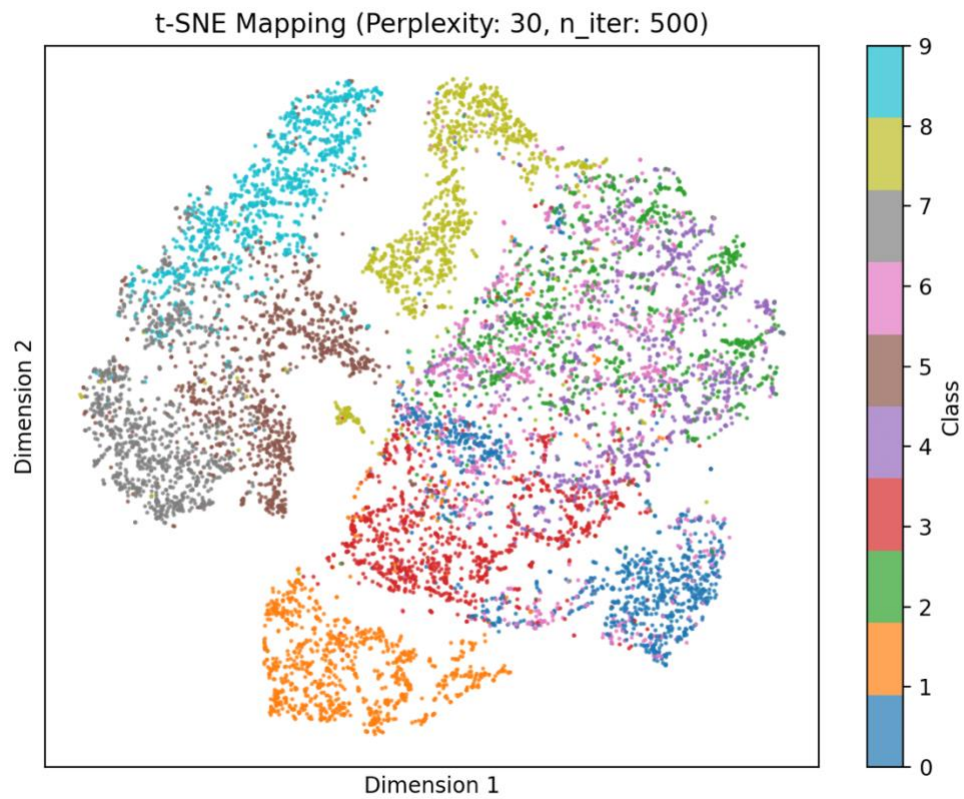 t-SNE Mapping (Perplexity: 30, n_iter: 500)
Dimension 2
Dimension 1
9
8
7
6
5
4
3
2
1
0
Class